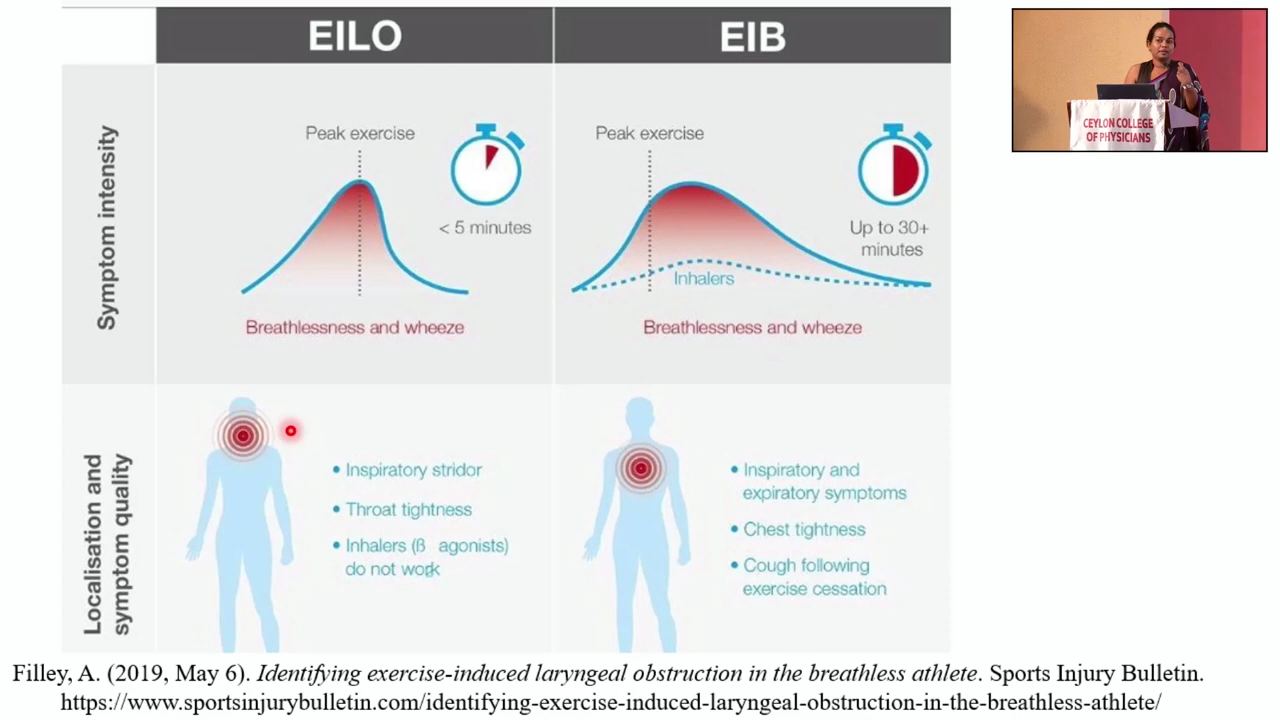 EILO
EIB
Symptom intensity
Peak exercise
< 5 minutes
Breathlessness and wheeze
Peak exercise
Up to 30+
minutes
Inhalers
Breathlessness and wheeze
Localisation and
symptom quality
• Inspiratory stridor
• Throat tightness
• Inhalers (ß agonists)
do not work
• Inspiratory and
expiratory symptoms
• Chest tightness
• Cough following
exercise cessation
Filley, A. (2019, May 6). Identifying exercise-induced laryngeal obstruction in the breathless athlete. Sports Injury Bulletin.
https://www.sportsinjurybulletin.com/identifying-exercise-induced-laryngeal-obstruction-in-the-breathless-athlete/
CEYLON COLLEGE
OF PHYSICIANS